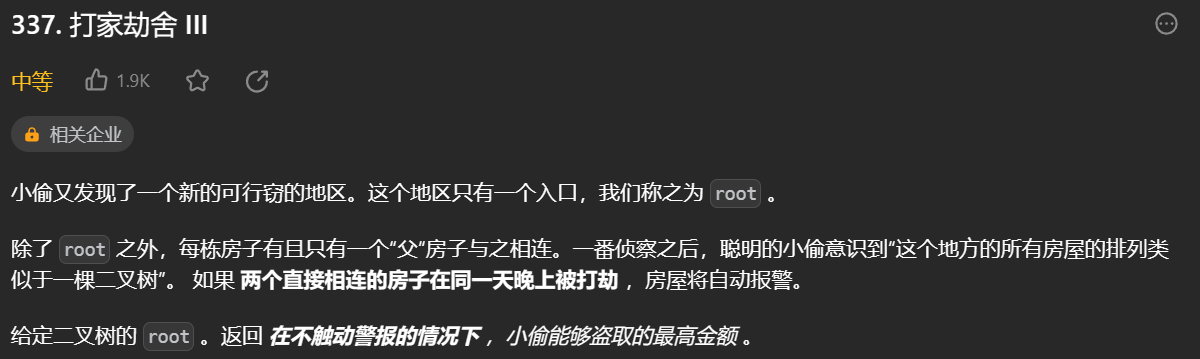 337. 打家劫舍 III
中等 1.9K
相关企业
小偷又发现了一个新的可行窃的地区。这个地区只有一个入口，我们称之为 root 。
除了 root 之外，每栋房子有且只有一个“父“房子与之相连。一番侦察之后，聪明的小偷意识到“这个地方的所有房屋的排列类
似于一棵二叉树”。 如果 两个直接相连的房子在同一天晚上被打劫 ，房屋将自动报警。
给定二叉树的 root 。返回 在不触动警报的情况下 ，小偷能够盗取的最高金额 。